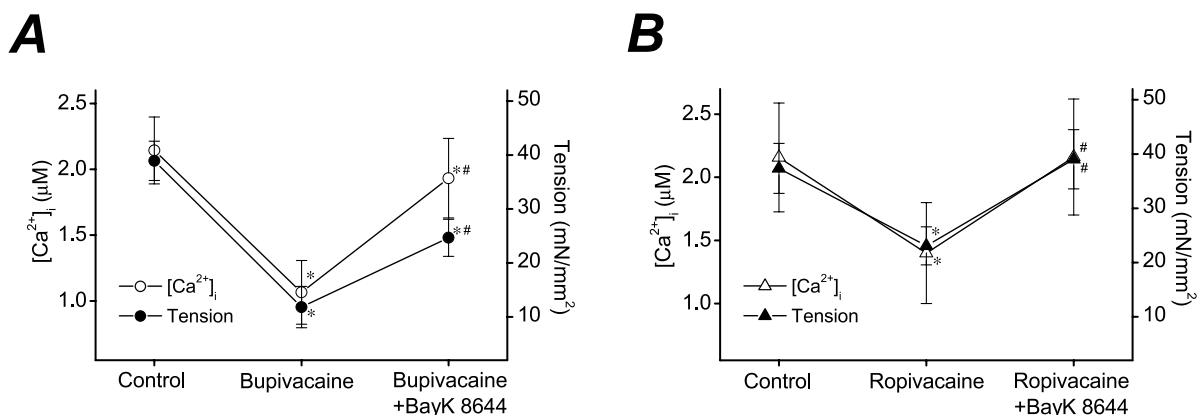 A
B
[Ca²⁺]ᵢ (μM)
2.5
2.0
1.5
1.0
50
40
30
20
10
Tension (mN/mm²)
*
*
*#
*#
[Ca²⁺]ᵢ
Tension
Control
Bupivacaine
Bupivacaine
+BayK 8644
[Ca²⁺]ᵢ (μM)
2.5
2.0
1.5
1.0
50
40
30
20
10
Tension (mN/mm²)
*
*
#
#
[Ca²⁺]ᵢ
Tension
Control
Ropivacaine
Ropivacaine
+BayK 8644